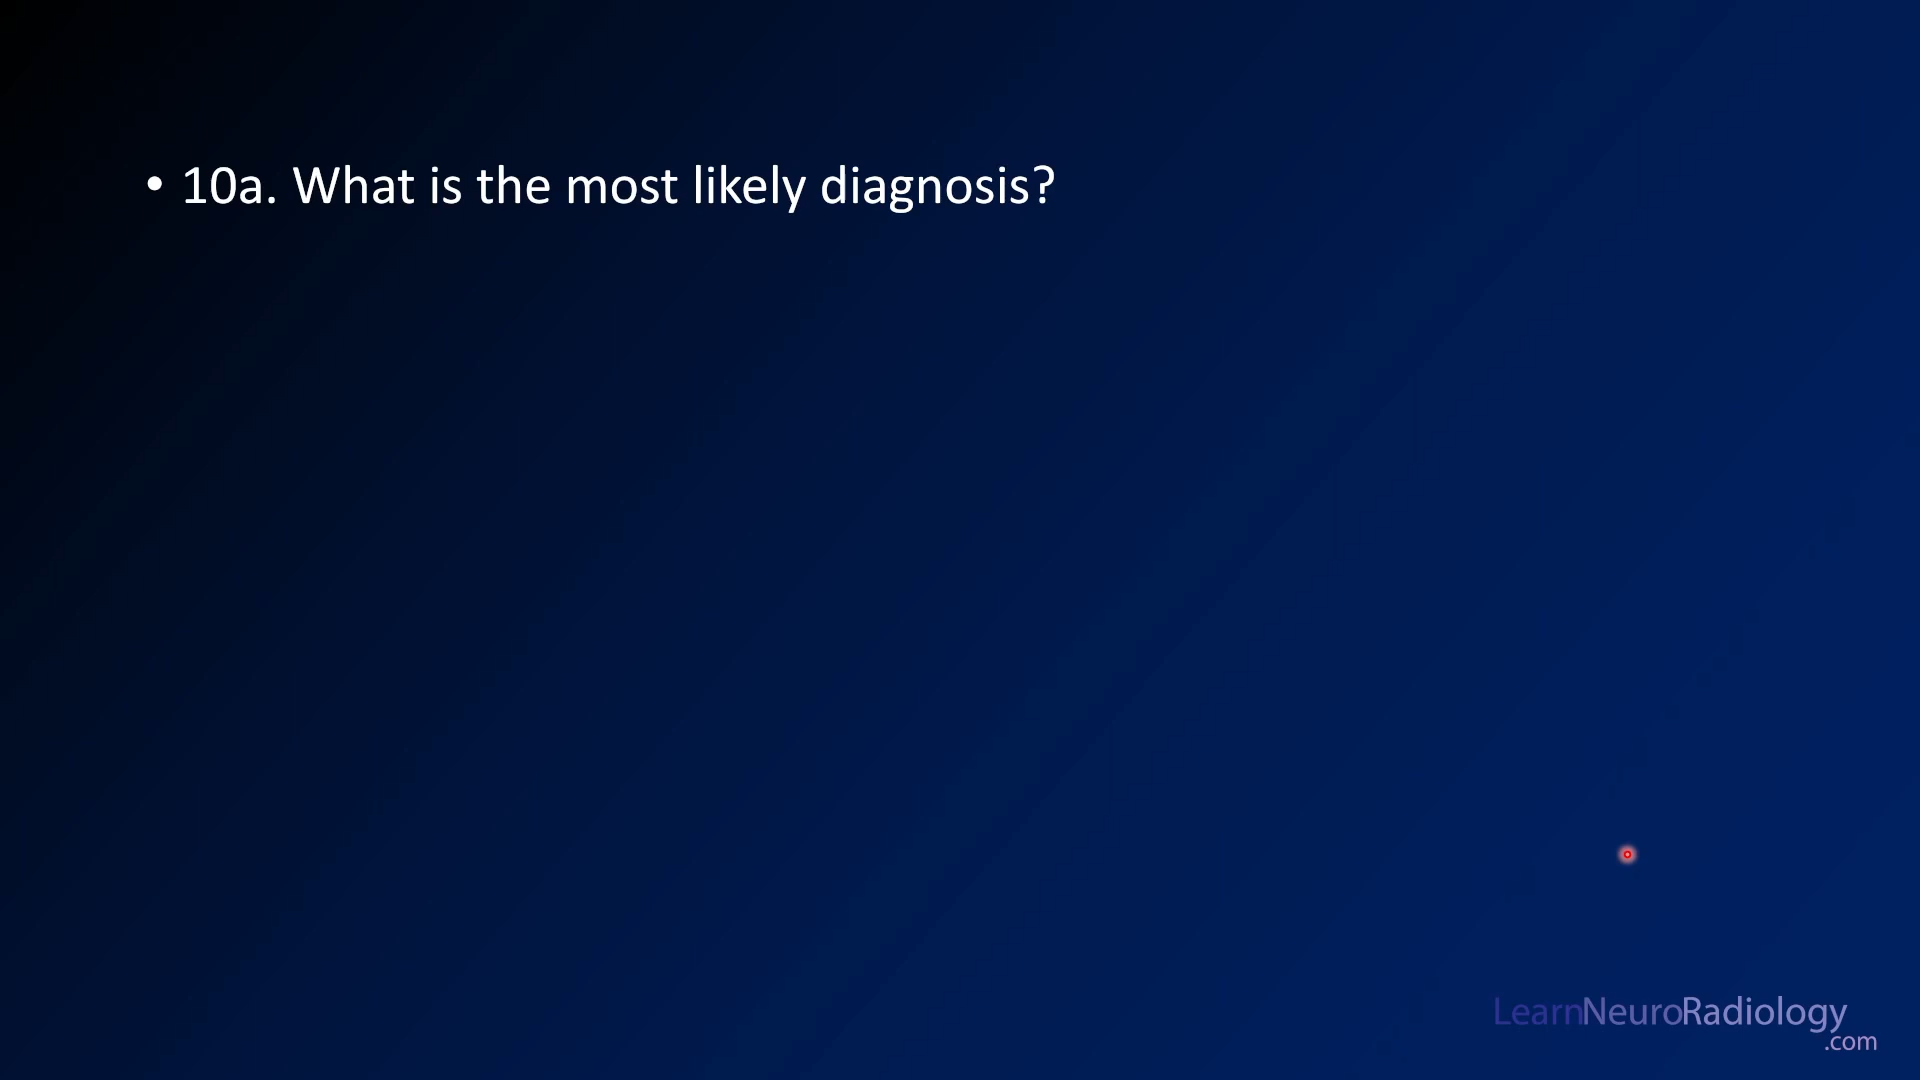 • 10a. What is the most likely diagnosis?
LearnNeuroRadiology
.com